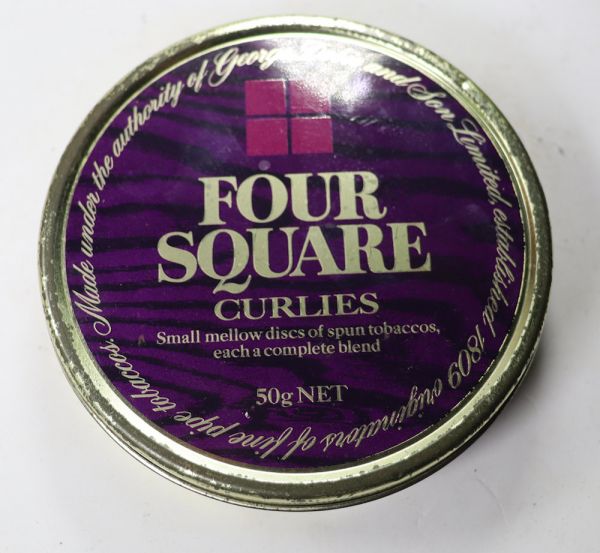 FOUR
SQUARE
CURLIES
Small mellow discs of spun tobaccos,
each a complete blend
50g NET
Made under the authority of George and Son Limited, established 1809 originators of fine pipe tobaccos.